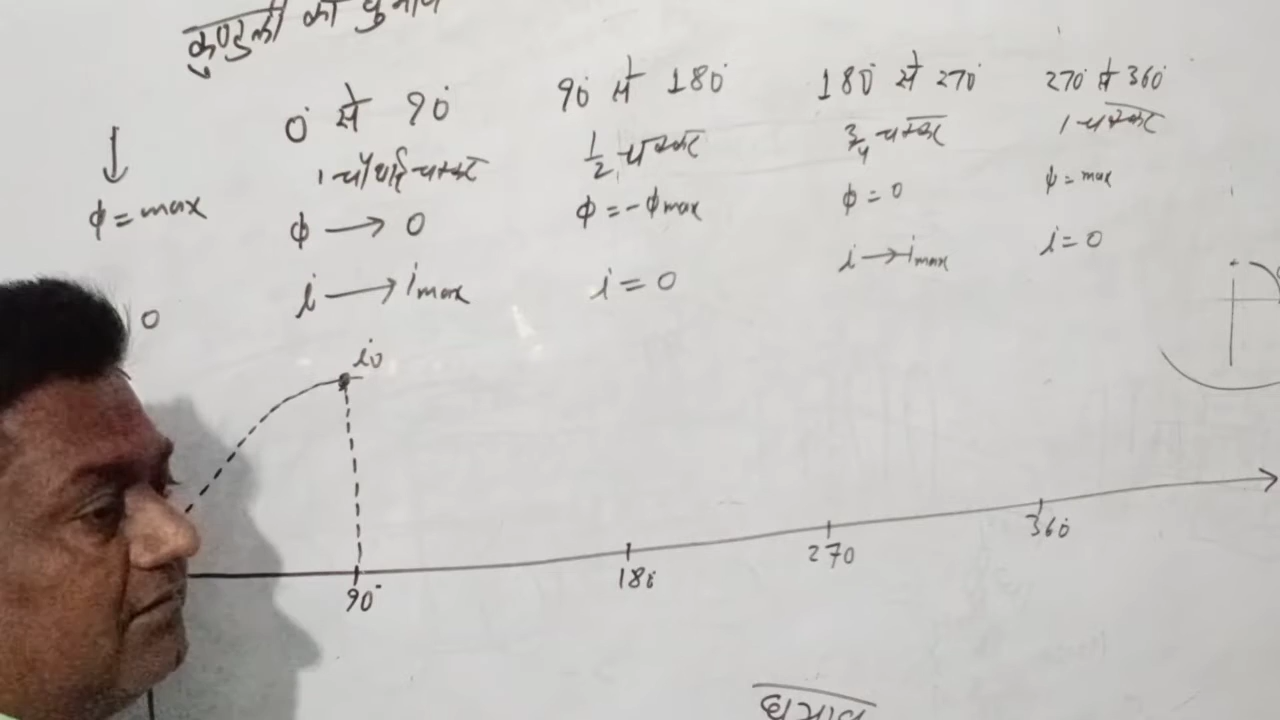 कुण्डली का घुमाव
0° से 90° 90° से 180° 180° से 270° 270° से 360°
1 चौथाई चक्कर 1/2 चक्कर 3/4 चक्कर 1 चक्कर
ϕ = max ϕ → 0 ϕ = -ϕmax ϕ = 0 ϕ = max
0 i → imax i = 0 i → imax i = 0
i0
90° 180° 270 360°